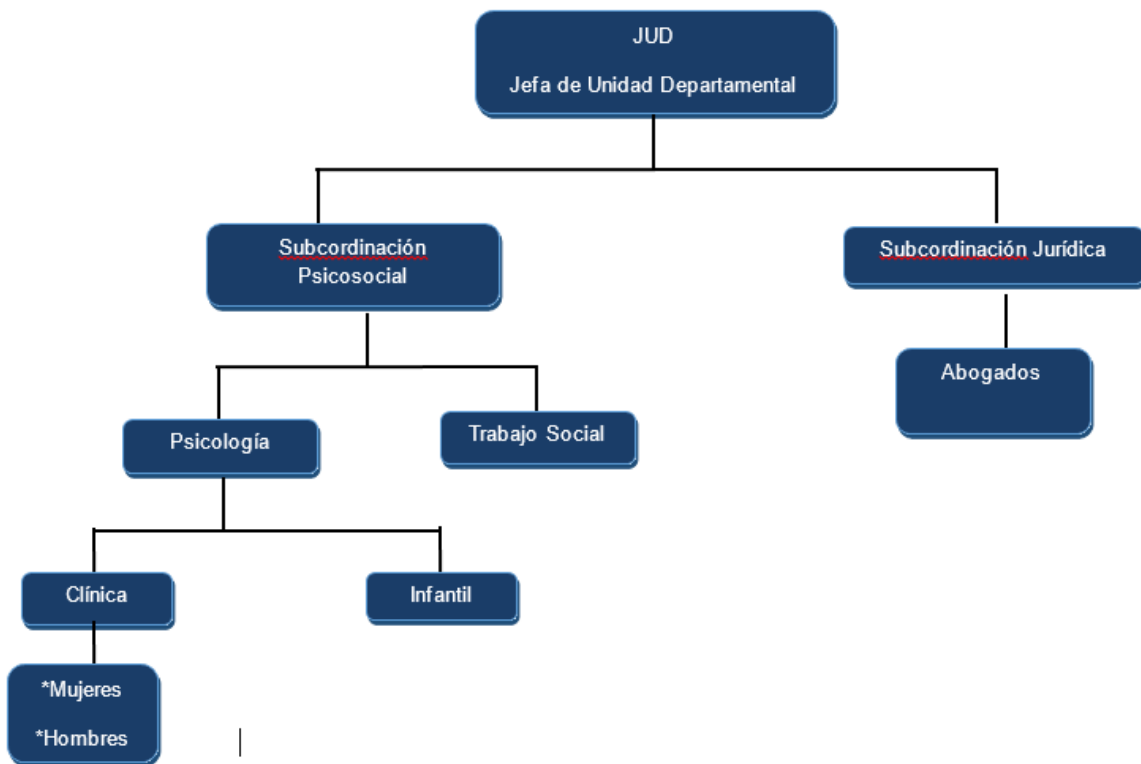 JUD
Jefa de Unidad Departamental
Subcordinación
Psicosocial
Subcordinación Jurídica
Abogados
Psicología
Trabajo Social
Clínica
Infantil
*Mujeres
*Hombres